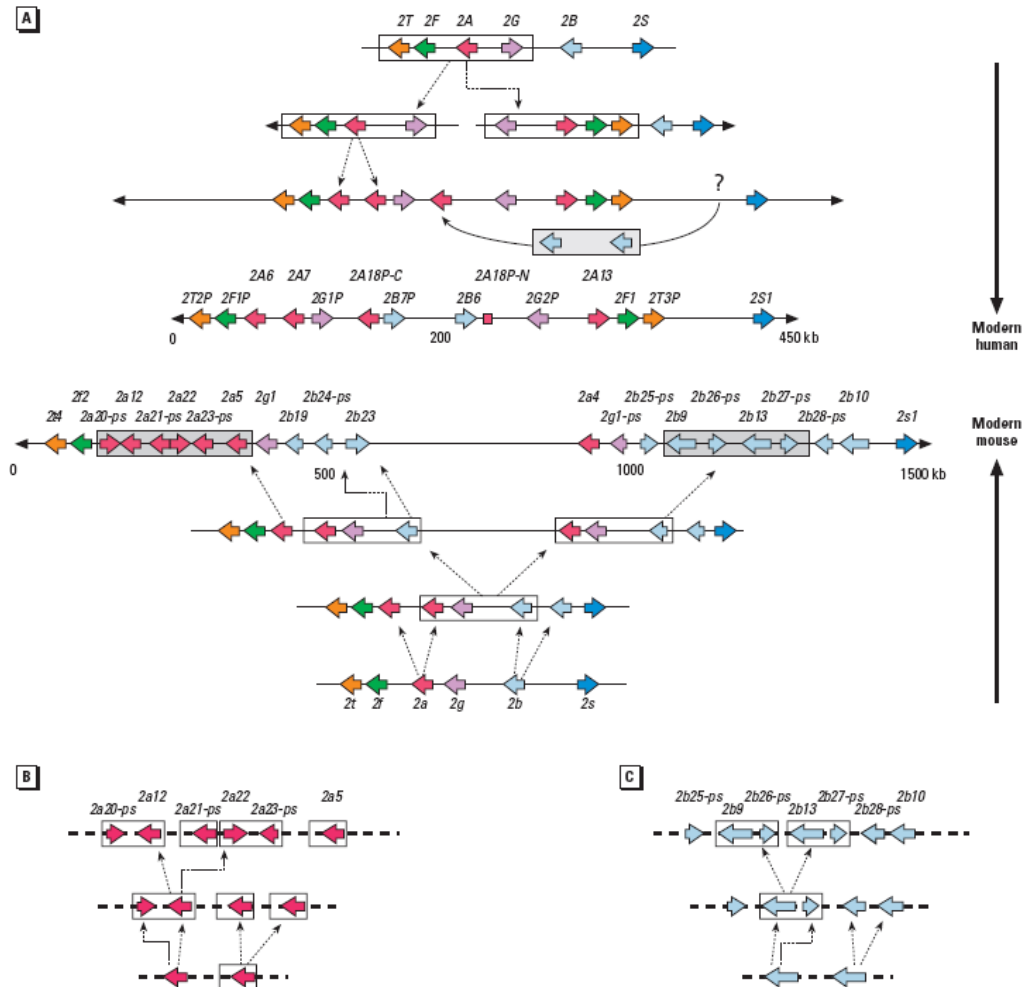 A
2T 2F 2A 2G 2B 2S
?
2A6 2A7 2A18P-C 2A18P-N 2A13
2T2P 2F1P 2G1P 2B7P 2B6 2G2P 2F1 2T3P 2S1
0 200 450 kb
Modern
human
2a12 2a22 2a5 2b24-ps 2a4 2b25-ps 2b26-ps 2b27-ps 2b10
2f2 2g1
2t4 2a20-ps 2a21-ps 2a23-ps 2b19 2b23 2g1-ps 2b9 2b13 2b28-ps 2s1
Modern
mouse
0 500 1000 1500 kb
2t 2f 2a 2g 2b 2s
B
2a12 2a22 2a5
2a20-ps 2a21-ps 2a23-ps
C
2b25-ps 2b26-ps 2b27-ps 2b10
2b9 2b13 2b28-ps